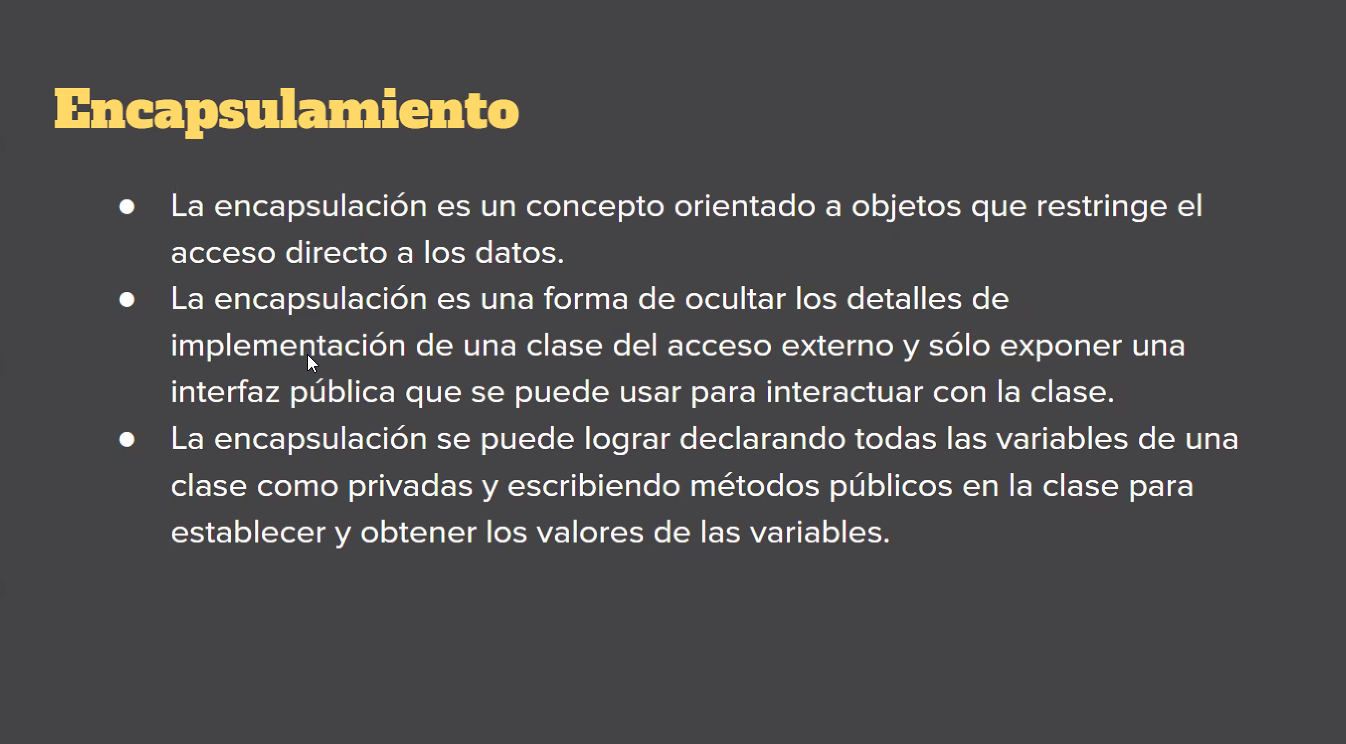 Encapsulamiento
● La encapsulación es un concepto orientado a objetos que restringe el
acceso directo a los datos.
● La encapsulación es una forma de ocultar los detalles de
implementación de una clase del acceso externo y sólo exponer una
interfaz pública que se puede usar para interactuar con la clase.
● La encapsulación se puede lograr declarando todas las variables de una
clase como privadas y escribiendo métodos públicos en la clase para
establecer y obtener los valores de las variables.